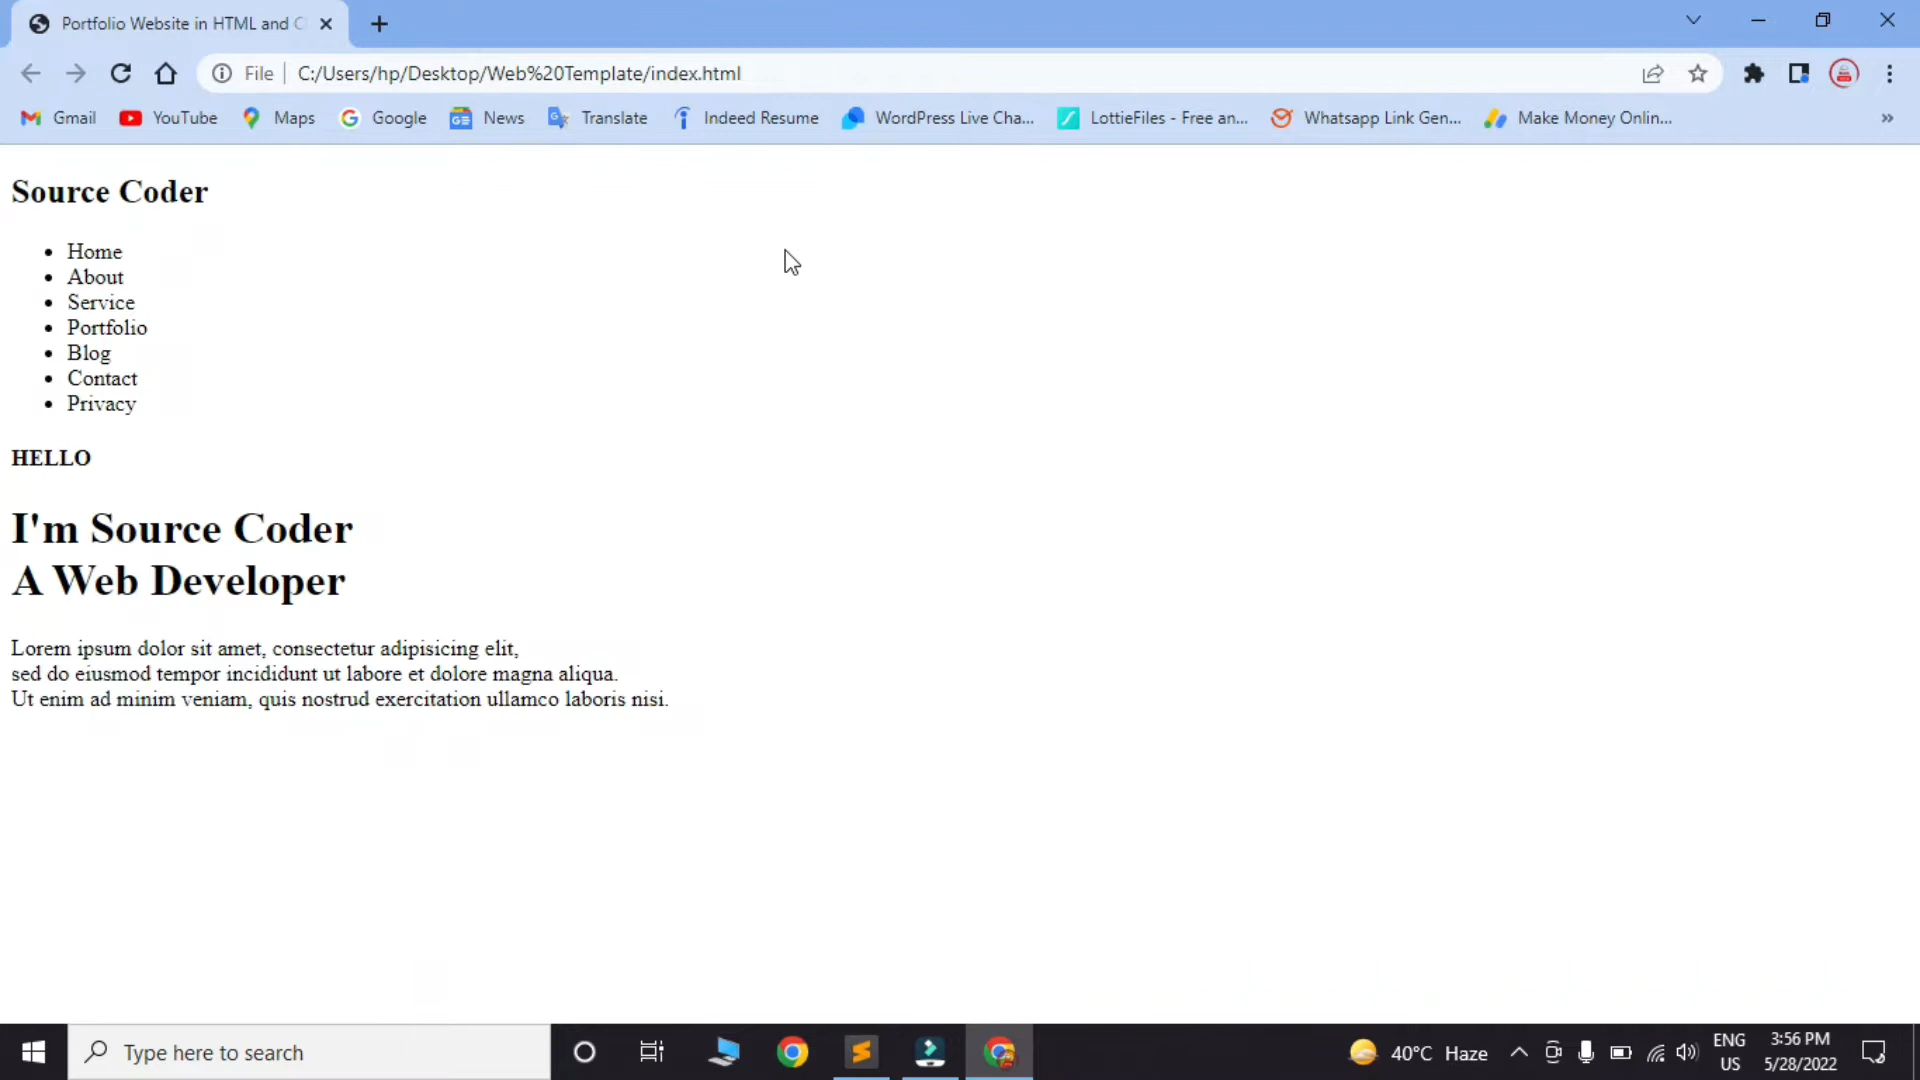 Portfolio Website in HTML and C
File C:/Users/hp/Desktop/Web%20Template/index.html
Gmail YouTube Maps Google News Translate Indeed Resume WordPress Live Cha... LottieFiles - Free an... Whatsapp Link Gen... Make Money Onlin... »
Source Coder
• Home
• About
• Service
• Portfolio
• Blog
• Contact
• Privacy
HELLO
I'm Source Coder
A Web Developer
Lorem ipsum dolor sit amet, consectetur adipisicing elit,
sed do eiusmod tempor incididunt ut labore et dolore magna aliqua.
Ut enim ad minim veniam, quis nostrud exercitation ullamco laboris nisi.
Type here to search
40°C Haze
ENG
US
3:56 PM
5/28/2022